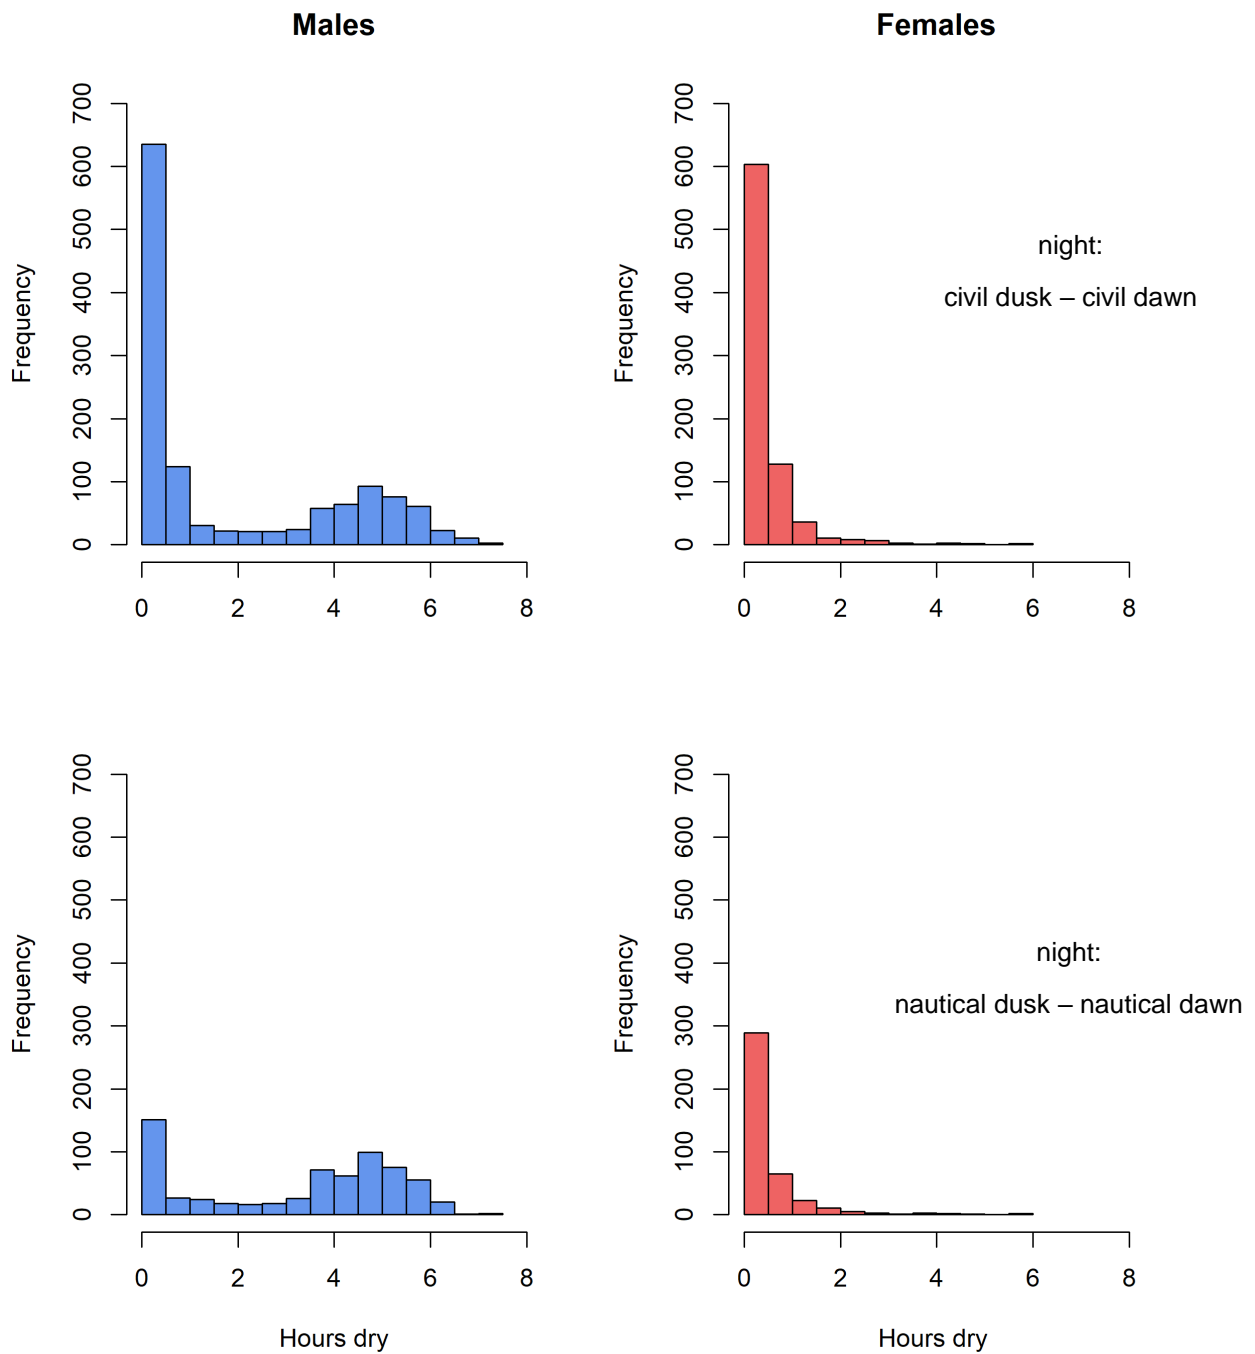 Males
Females
700
600
500
400
300
200
100
0
Frequency
0 2 4 6 8
700
600
500
400
300
200
100
0
Frequency
night:
civil dusk – civil dawn
0 2 4 6 8
700
600
500
400
300
200
100
0
Frequency
0 2 4 6 8
Hours dry
700
600
500
400
300
200
100
0
Frequency
night:
nautical dusk – nautical dawn
0 2 4 6 8
Hours dry